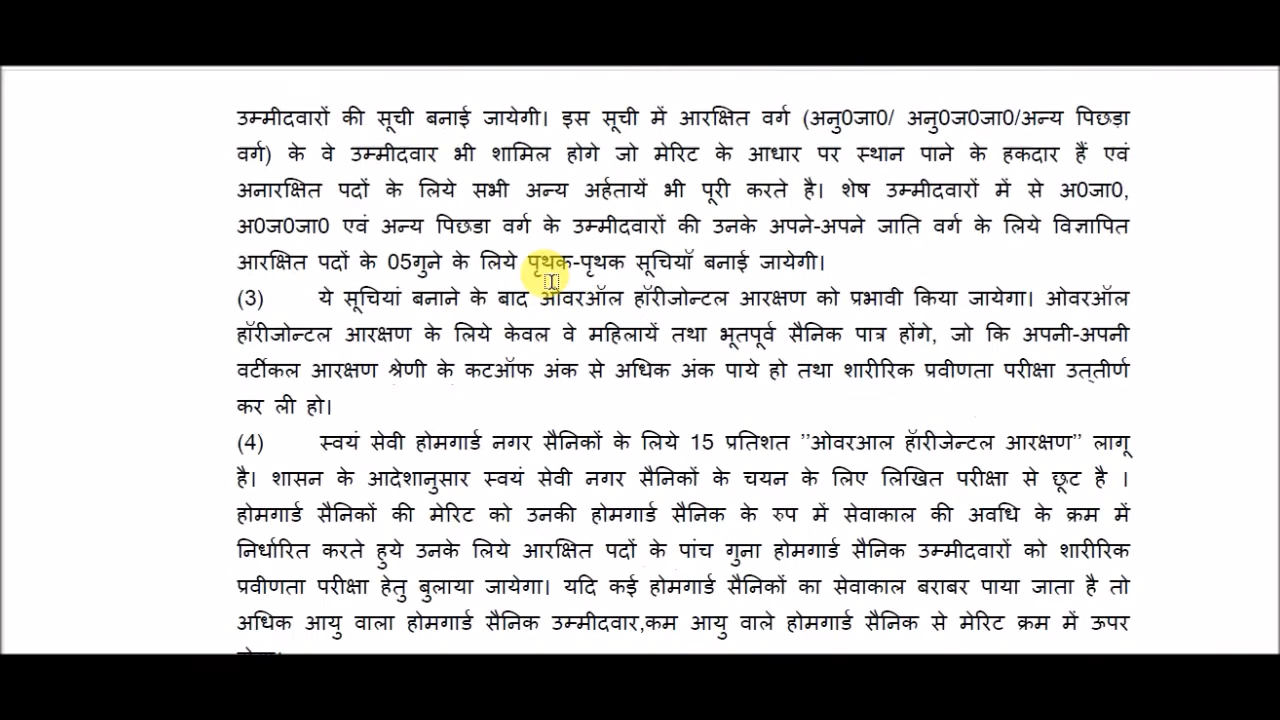 उम्मीदवारों की सूची बनाई जायेगी। इस सूची में आरक्षित वर्ग (अनु0जा0/ अनु0ज0जा0/अन्य पिछड़ा
वर्ग) के वे उम्मीदवार भी शामिल होगे जो मेरिट के आधार पर स्थान पाने के हकदार हैं एवं
अनारक्षित पदों के लिये सभी अन्य अर्हतायें भी पूरी करते है। शेष उम्मीदवारों में से अ0जा0,
अ0ज0जा0 एवं अन्य पिछडा वर्ग के उम्मीदवारों की उनके अपने-अपने जाति वर्ग के लिये विज्ञापित
आरक्षित पदों के 05गुने के लिये पृथक-पृथक सूचियॉ बनाई जायेगी।
(3) ये सूचियां बनाने के बाद ओवरऑल हॉरीजोन्टल आरक्षण को प्रभावी किया जायेगा। ओवरऑल
हॉरीजोन्टल आरक्षण के लिये केवल वे महिलायें तथा भूतपूर्व सैनिक पात्र होंगे, जो कि अपनी-अपनी
वर्टीकल आरक्षण श्रेणी के कटऑफ अंक से अधिक अंक पाये हो तथा शारीरिक प्रवीणता परीक्षा उत्तीर्ण
कर ली हो।
(4) स्वयं सेवी होमगार्ड नगर सैनिकों के लिये 15 प्रतिशत ''ओवरआल हॉरीजेन्टल आरक्षण'' लागू
है। शासन के आदेशानुसार स्वयं सेवी नगर सैनिकों के चयन के लिए लिखित परीक्षा से छूट है ।
होमगार्ड सैनिकों की मेरिट को उनकी होमगार्ड सैनिक के रुप में सेवाकाल की अवधि के क्रम में
निर्धारित करते हुये उनके लिये आरक्षित पदों के पांच गुना होमगार्ड सैनिक उम्मीदवारों को शारीरिक
प्रवीणता परीक्षा हेतु बुलाया जायेगा। यदि कई होमगार्ड सैनिकों का सेवाकाल बराबर पाया जाता है तो
अधिक आयु वाला होमगार्ड सैनिक उम्मीदवार,कम आयु वाले होमगार्ड सैनिक से मेरिट क्रम में ऊपर